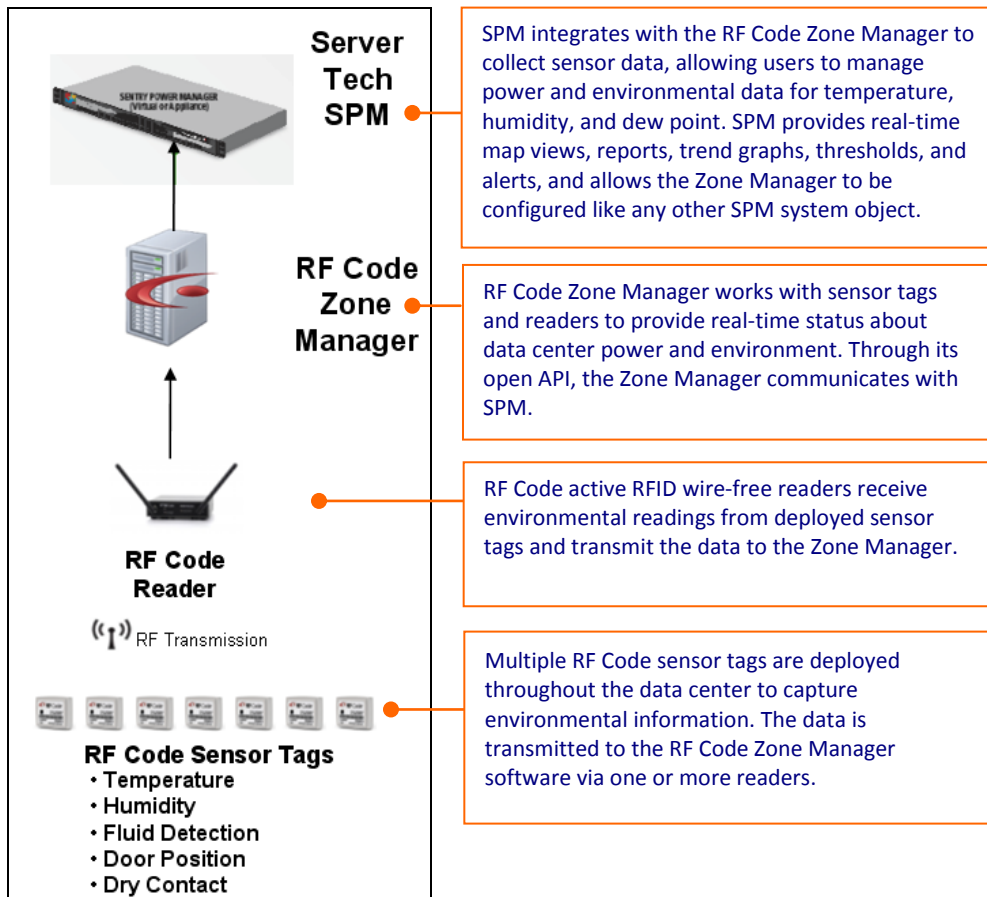 Server
Tech
SPM
SENTRY POWER MANAGER
(Virtual or Appliance)
SPM integrates with the RF Code Zone Manager to
collect sensor data, allowing users to manage
power and environmental data for temperature,
humidity, and dew point. SPM provides real-time
map views, reports, trend graphs, thresholds, and
alerts, and allows the Zone Manager to be
configured like any other SPM system object.
RF Code
Zone
Manager
RF Code Zone Manager works with sensor tags
and readers to provide real-time status about
data center power and environment. Through its
open API, the Zone Manager communicates with
SPM.
RF Code
Reader
RF Code active RFID wire-free readers receive
environmental readings from deployed sensor
tags and transmit the data to the Zone Manager.
RF Transmission
Multiple RF Code sensor tags are deployed
throughout the data center to capture
environmental information. The data is
transmitted to the RF Code Zone Manager
software via one or more readers.
RF Code Sensor Tags
• Temperature
• Humidity
• Fluid Detection
• Door Position
• Dry Contact